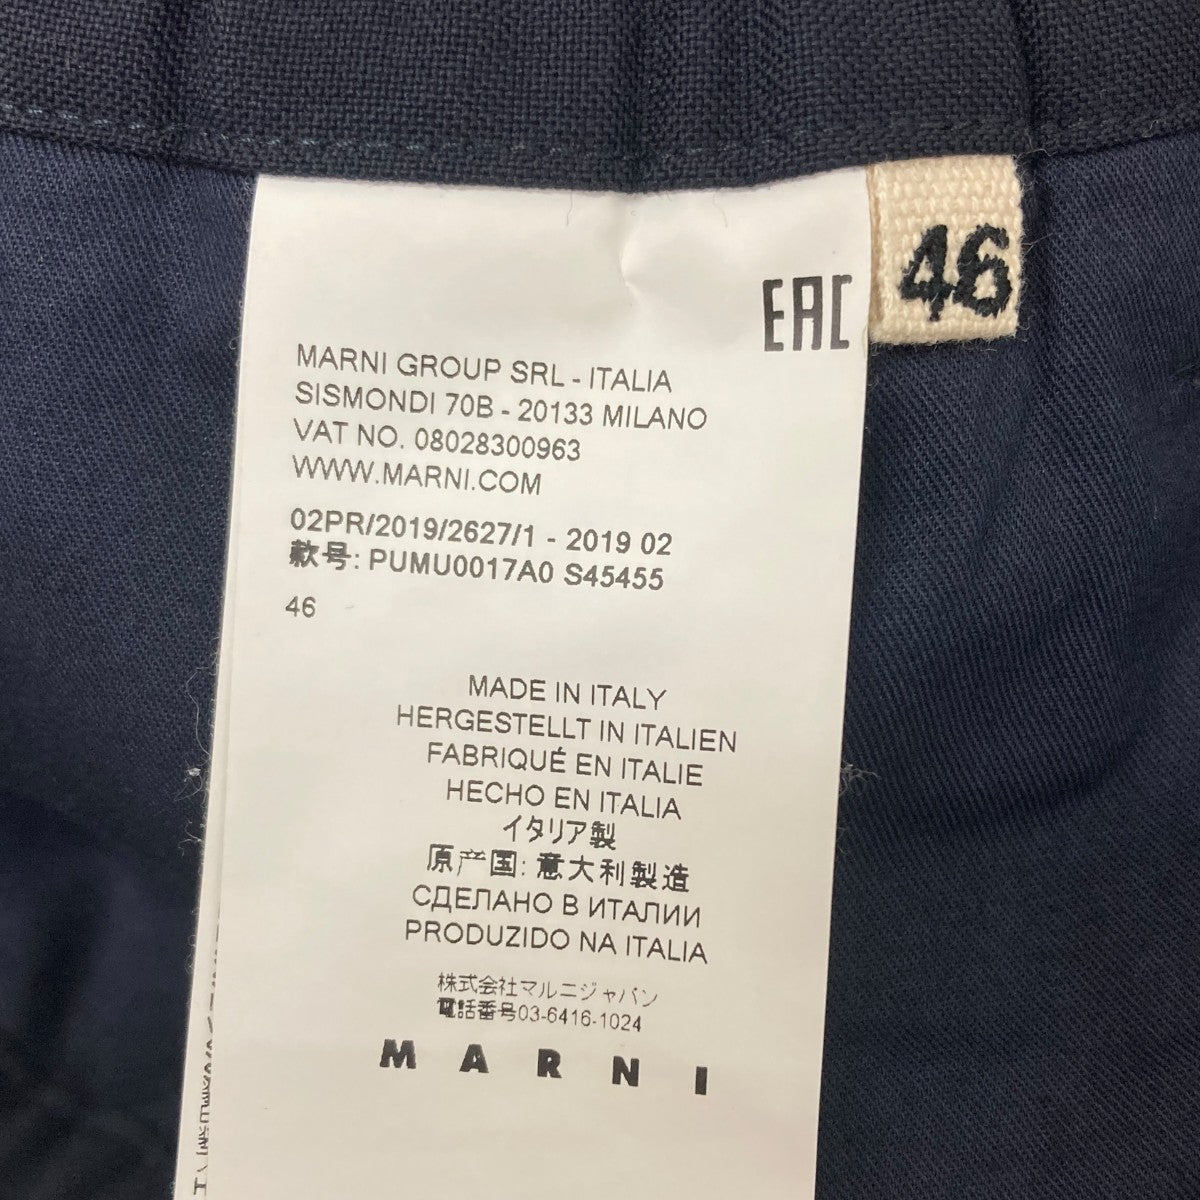 46
EAC
MARNI GROUP SRL - ITALIA
SISMONDI 70B - 20133 MILANO
VAT NO. 08028300963
WWW.MARNI.COM
02PR/2019/2627/1 - 2019 02
款号: PUMU0017A0 S45455
46
MADE IN ITALY
HERGESTELLT IN ITALIEN
FABRIQUÉ EN ITALIE
HECHO EN ITALIA
イタリア製
原产国: 意大利製造
СДЕЛАНО В ИТАЛИИ
PRODUZIDO NA ITALIA
株式会社マルニジャパン
電話番号03-6416-1024
MARNI